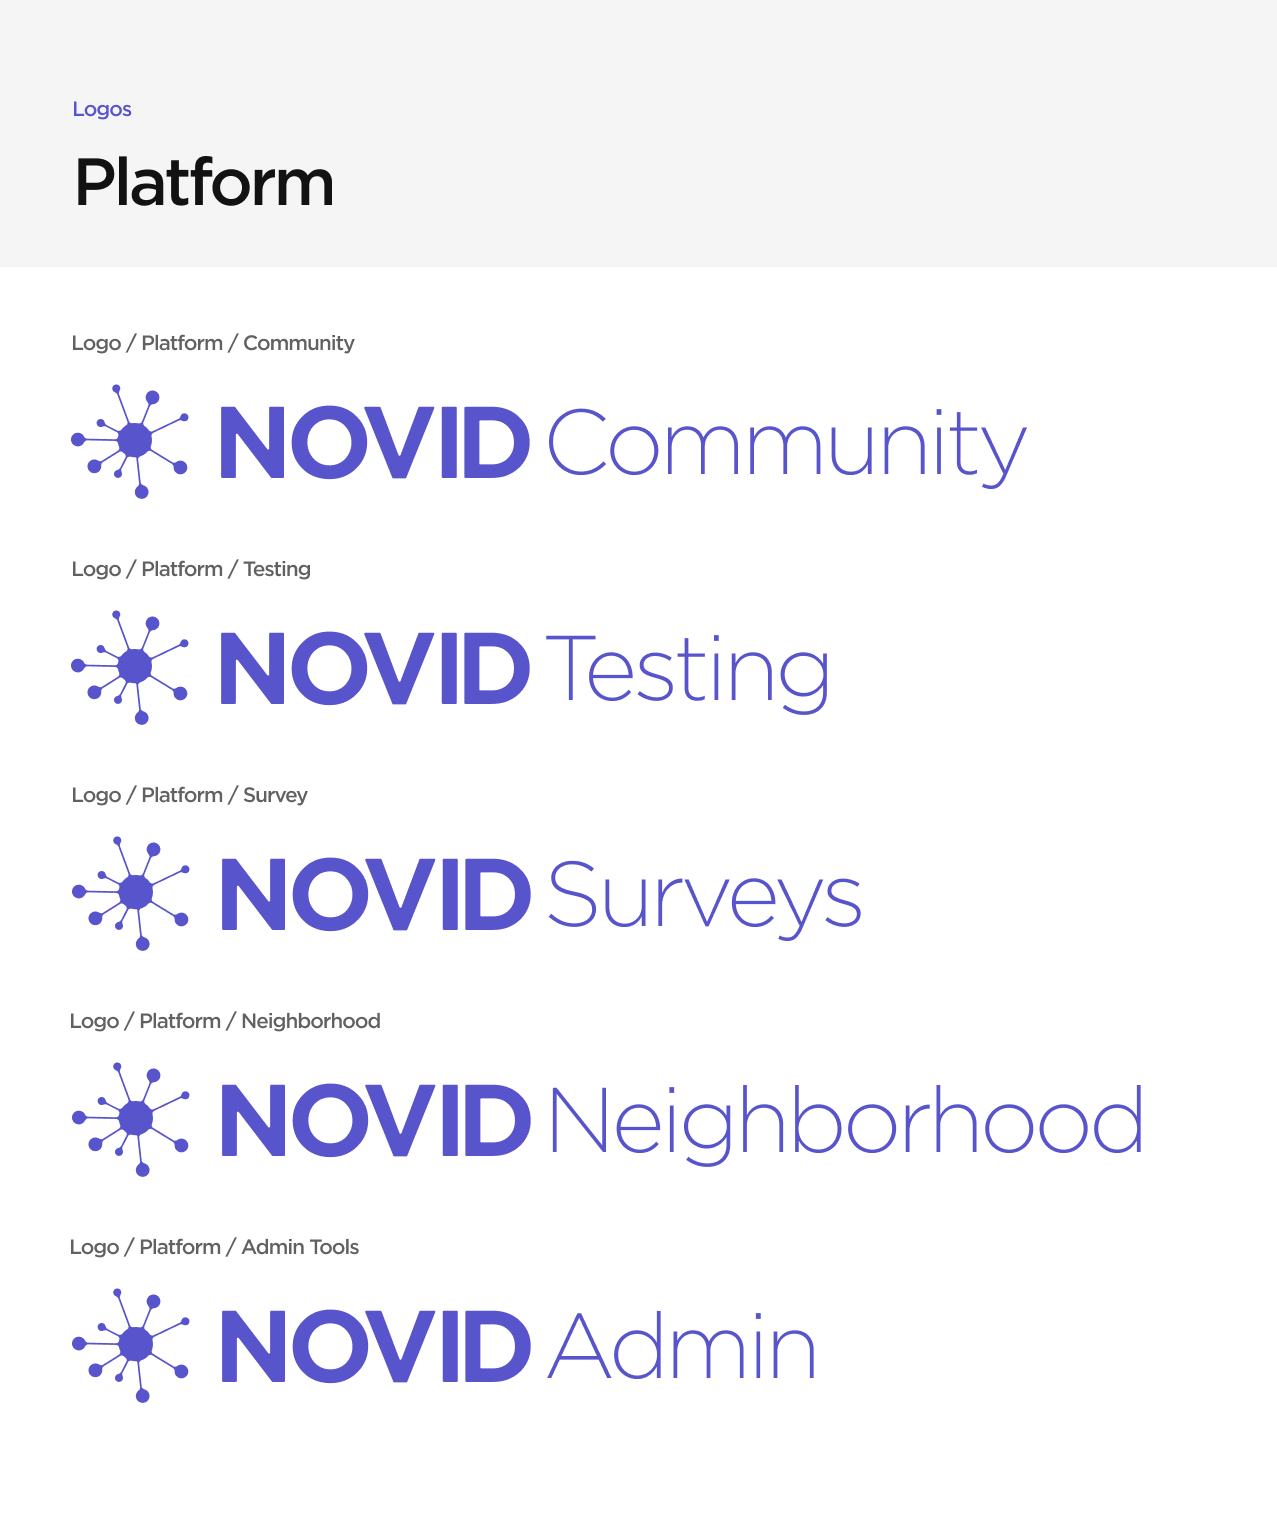 Logos
Platform
Logo / Platform / Community
NOVID Community
Logo / Platform / Testing
NOVID Testing
Logo / Platform / Survey
NOVID Surveys
Logo / Platform / Neighborhood
NOVID Neighborhood
Logo / Platform / Admin Tools
NOVID Admin